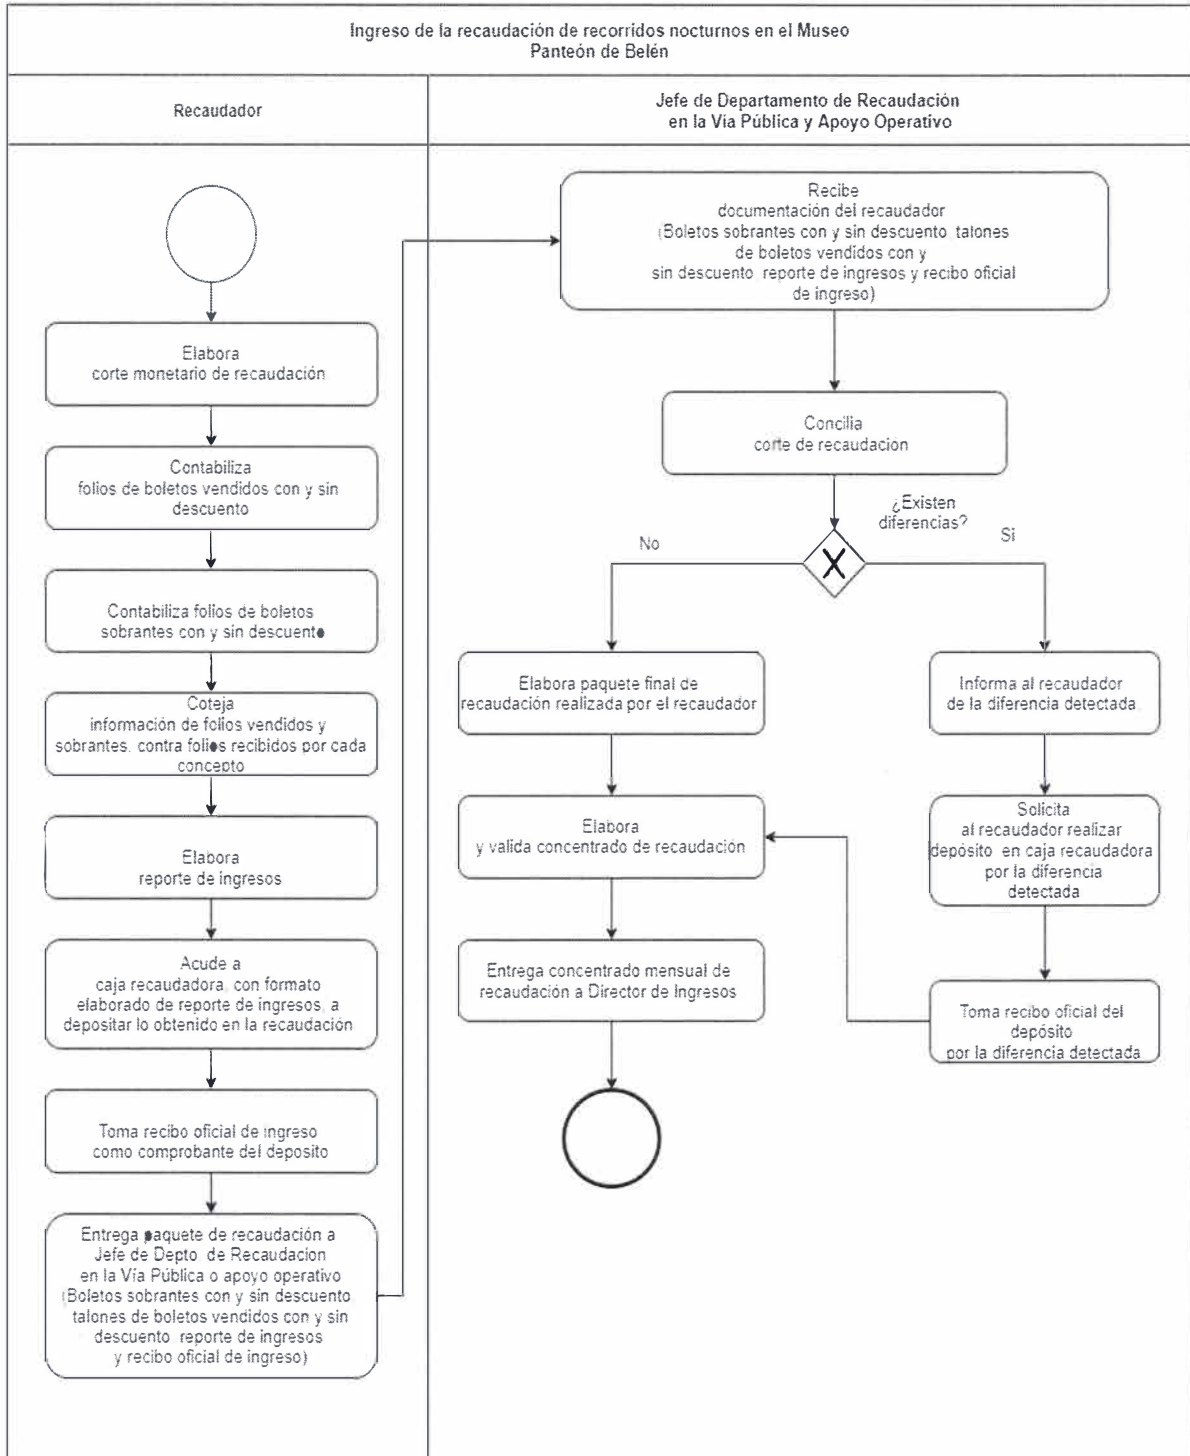 Ingreso de la recaudación de recorridos nocturnos en el Museo
Panteón de Belén
Recaudador
Jefe de Departamento de Recaudación
en la Vía Pública y Apoyo Operativo
Elabora
corte monetario de recaudación
Contabiliza
folios de boletos vendidos con y sin
descuento
Contabiliza folios de boletos
sobrantes con y sin descuento
Coteja
información de folios vendidos y
sobrantes, contra folios recibidos por cada
concepto
Elabora
reporte de ingresos
Acude a
caja recaudadora, con formato
elaborado de reporte de ingresos, a
depositar lo obtenido en la recaudación
Toma recibo oficial de ingreso
como comprobante del deposito
Entrega paquete de recaudación a
Jefe de Depto de Recaudacion
en la Vía Pública o apoyo operativo
(Boletos sobrantes con y sin descuento
talones de boletos vendidos con y sin
descuento reporte de ingresos
y recibo oficial de ingreso)
Recibe
documentación del recaudador
(Boletos sobrantes con y sin descuento talones
de boletos vendidos con y
sin descuento reporte de ingresos y recibo oficial
de ingreso)
Concilia
corte de recaudacion
¿Existen
diferencias?
No
Si
Elabora paquete final de
recaudación realizada por el recaudador
Informa al recaudador
de la diferencia detectada
Elabora
y valida concentrado de recaudación
Solicita
al recaudador realizar
depósito en caja recaudadora
por la diferencia
detectada
Entrega concentrado mensual de
recaudación a Director de Ingresos
Toma recibo oficial del
depósito
por la diferencia detectada